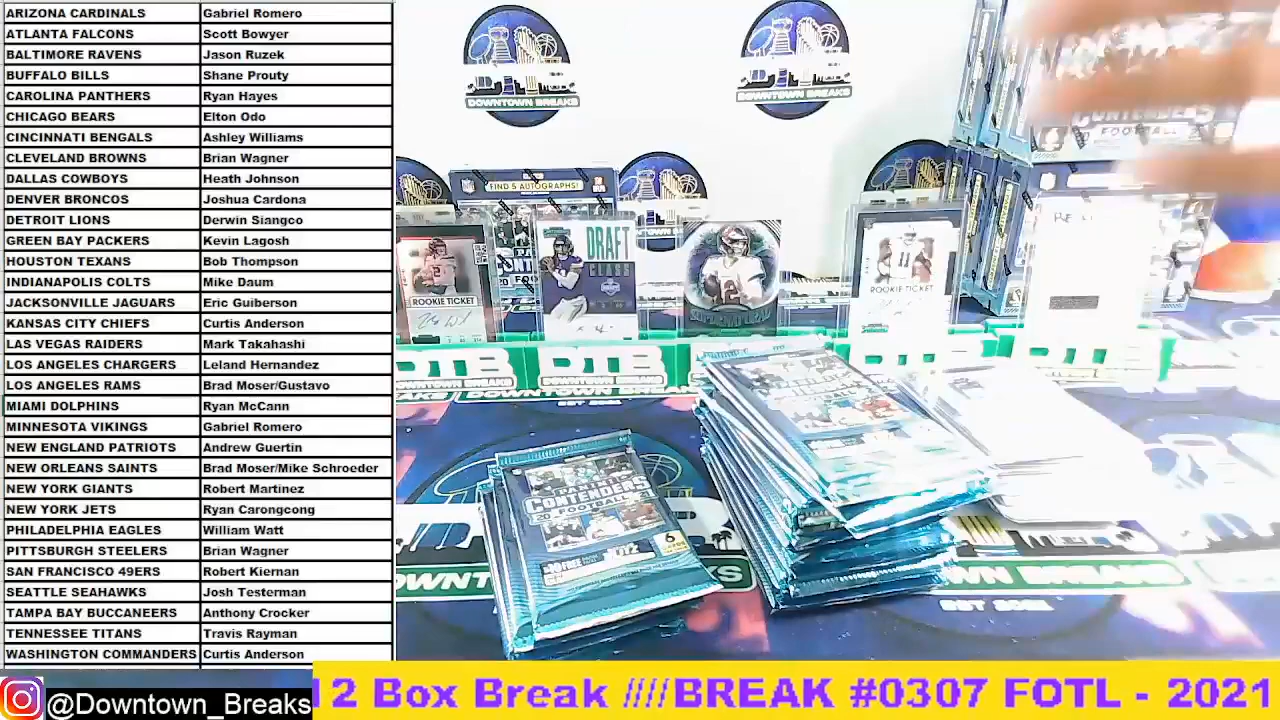 ARIZONA CARDINALS Gabriel Romero
ATLANTA FALCONS Scott Bowyer
BALTIMORE RAVENS Jason Ruzek
BUFFALO BILLS Shane Prouty
CAROLINA PANTHERS Ryan Hayes
CHICAGO BEARS Elton Odo
CINCINNATI BENGALS Ashley Williams
CLEVELAND BROWNS Brian Wagner
DALLAS COWBOYS Heath Johnson
DENVER BRONCOS Joshua Cardona
DETROIT LIONS Derwin Siangco
GREEN BAY PACKERS Kevin Lagosh
HOUSTON TEXANS Bob Thompson
INDIANAPOLIS COLTS Mike Daum
JACKSONVILLE JAGUARS Eric Guiberson
KANSAS CITY CHIEFS Curtis Anderson
LAS VEGAS RAIDERS Mark Takahashi
LOS ANGELES CHARGERS Leland Hernandez
LOS ANGELES RAMS Brad Moser/Gustavo
MIAMI DOLPHINS Ryan McCann
MINNESOTA VIKINGS Gabriel Romero
NEW ENGLAND PATRIOTS Andrew Guertin
NEW ORLEANS SAINTS Brad Moser/Mike Schroeder
NEW YORK GIANTS Robert Martinez
NEW YORK JETS Ryan Carongcong
PHILADELPHIA EAGLES William Watt
PITTSBURGH STEELERS Brian Wagner
SAN FRANCISCO 49ERS Robert Kiernan
SEATTLE SEAHAWKS Josh Testerman
TAMPA BAY BUCCANEERS Anthony Crocker
TENNESSEE TITANS Travis Rayman
WASHINGTON COMMANDERS Curtis Anderson
DOWNTOWN BREAKS
DOWNTOWN BREAKS
FIND 5 AUTOGRAPHS!
CONTENDERS
FOOTBALL
ROOKIE TICKET
DRAFT
CLASS
ROOKIE TICKET
DTB
DOWNTOWN BREAKS
CONTENDERS
FOOTBALL
6
BREAKS
EST
@Downtown_Breaks
2 Box Break ////BREAK #0307 FOTL - 2021